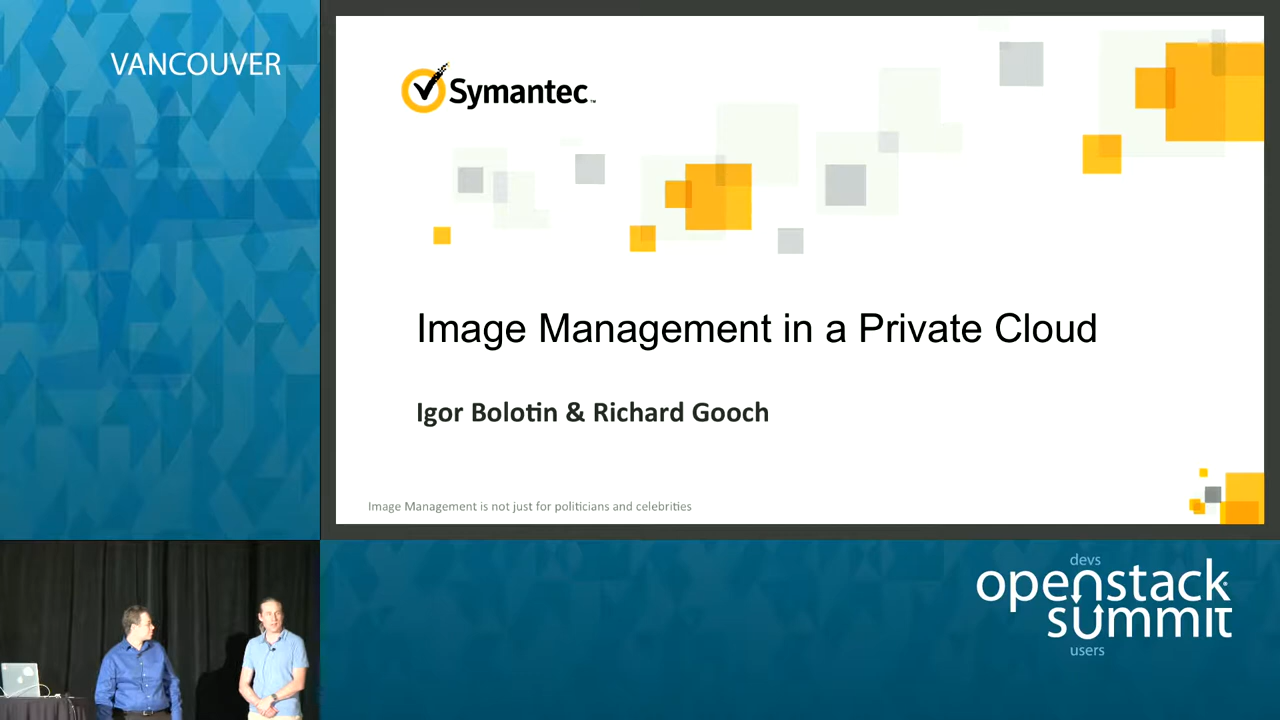 VANCOUVER
Symantec™
Image Management in a Private Cloud
Igor Bolotin & Richard Gooch
Image Management is not just for politicians and celebrities
devs
openstack
summit
users